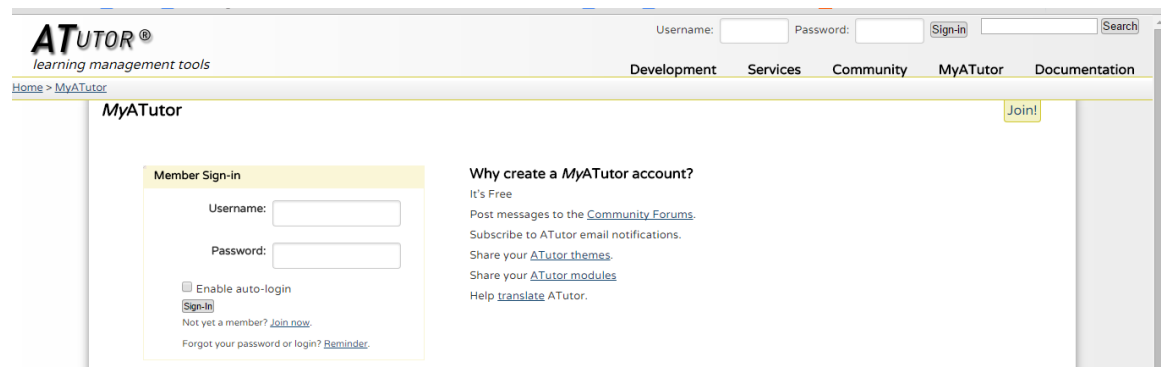 ATUTOR ®
learning management tools
Username: Password: Sign-in Search
Development Services Community MyATutor Documentation
Home > MyATutor
MyATutor
Join!
Member Sign-in
Username:
Password:
Enable auto-login
Sign-In
Not yet a member? Join now.
Forgot your password or login? Reminder.
Why create a MyATutor account?
It's Free
Post messages to the Community Forums.
Subscribe to ATutor email notifications.
Share your ATutor themes.
Share your ATutor modules
Help translate ATutor.